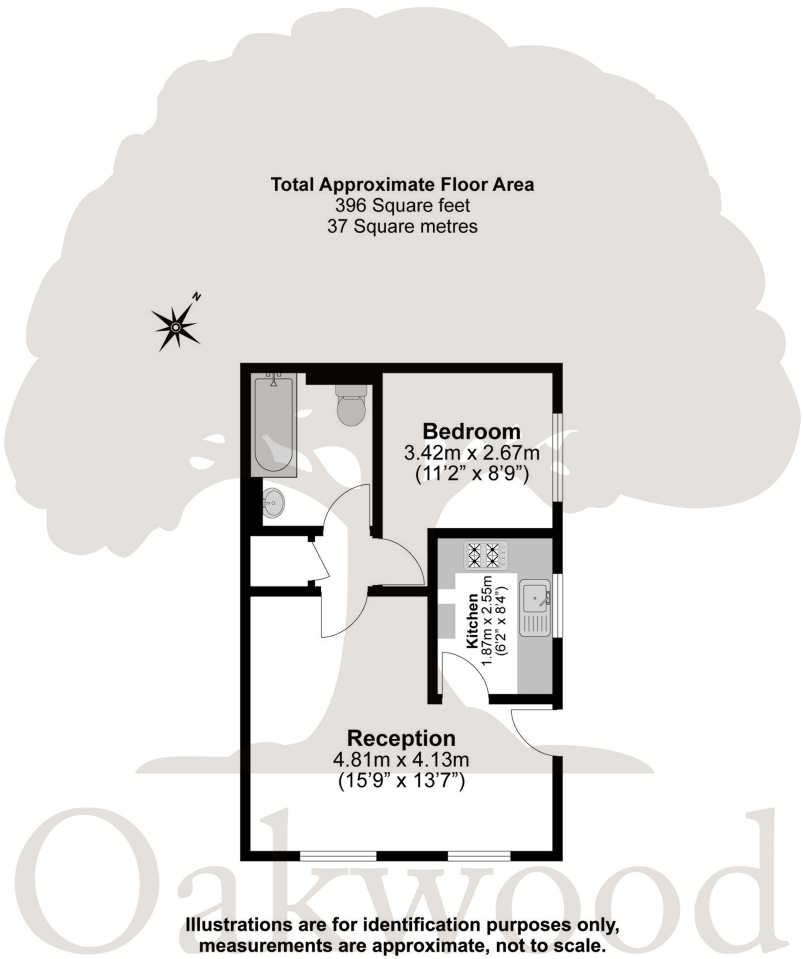 Total Approximate Floor Area
396 Square feet
37 Square metres
N
Bedroom
3.42m x 2.67m
(11'2” x 8'9”)
Kitchen
1.87m x 2.55m
(6'2” x 8'4”)
Reception
4.81m x 4.13m
(15'9” x 13'7”)
Oakwood
Illustrations are for identification purposes only,
measurements are approximate, not to scale.